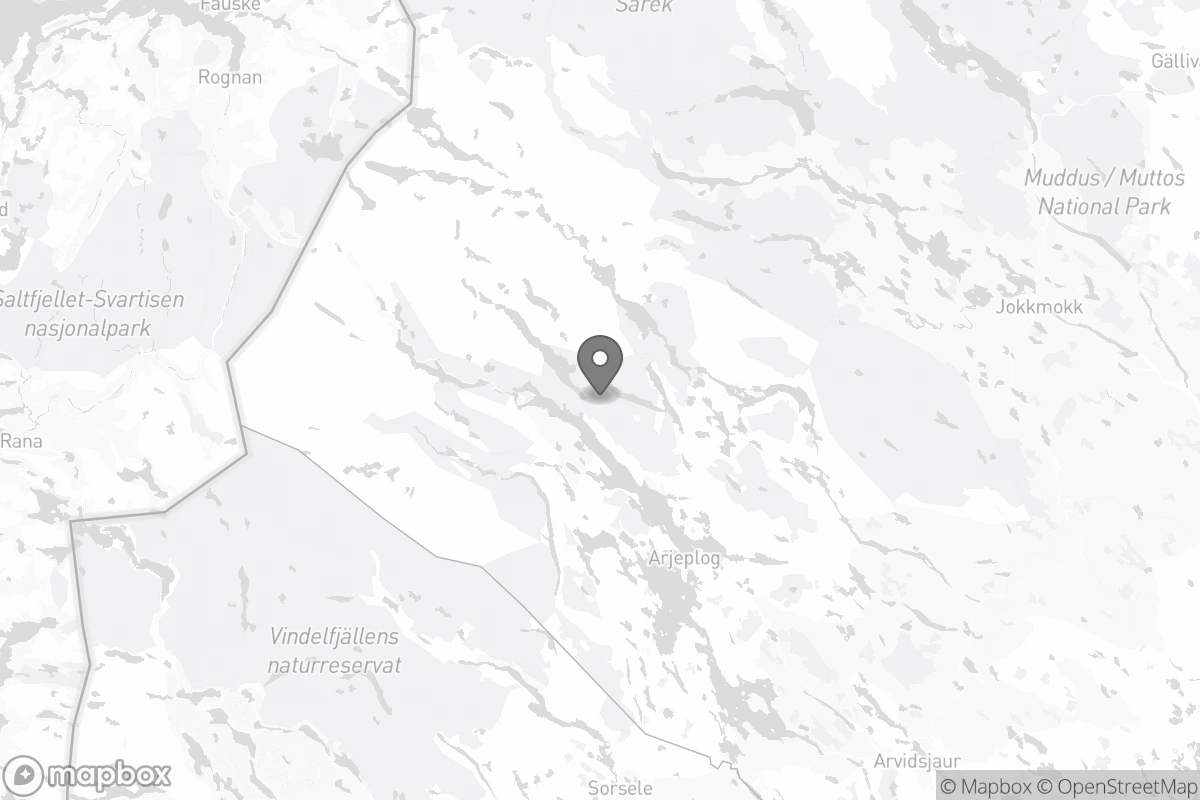 Fauske
Sarek
Rognan
Gälliva
Muddus / Muttos
National Park
d
Saltfjellet-Svartisen
nasjonalpark
Jokkmokk
Rana
Arjeplog
Vindelfjällens
naturreservat
Arvidsjaur
Sorsele
mapbox
© Mapbox © OpenStreetMap